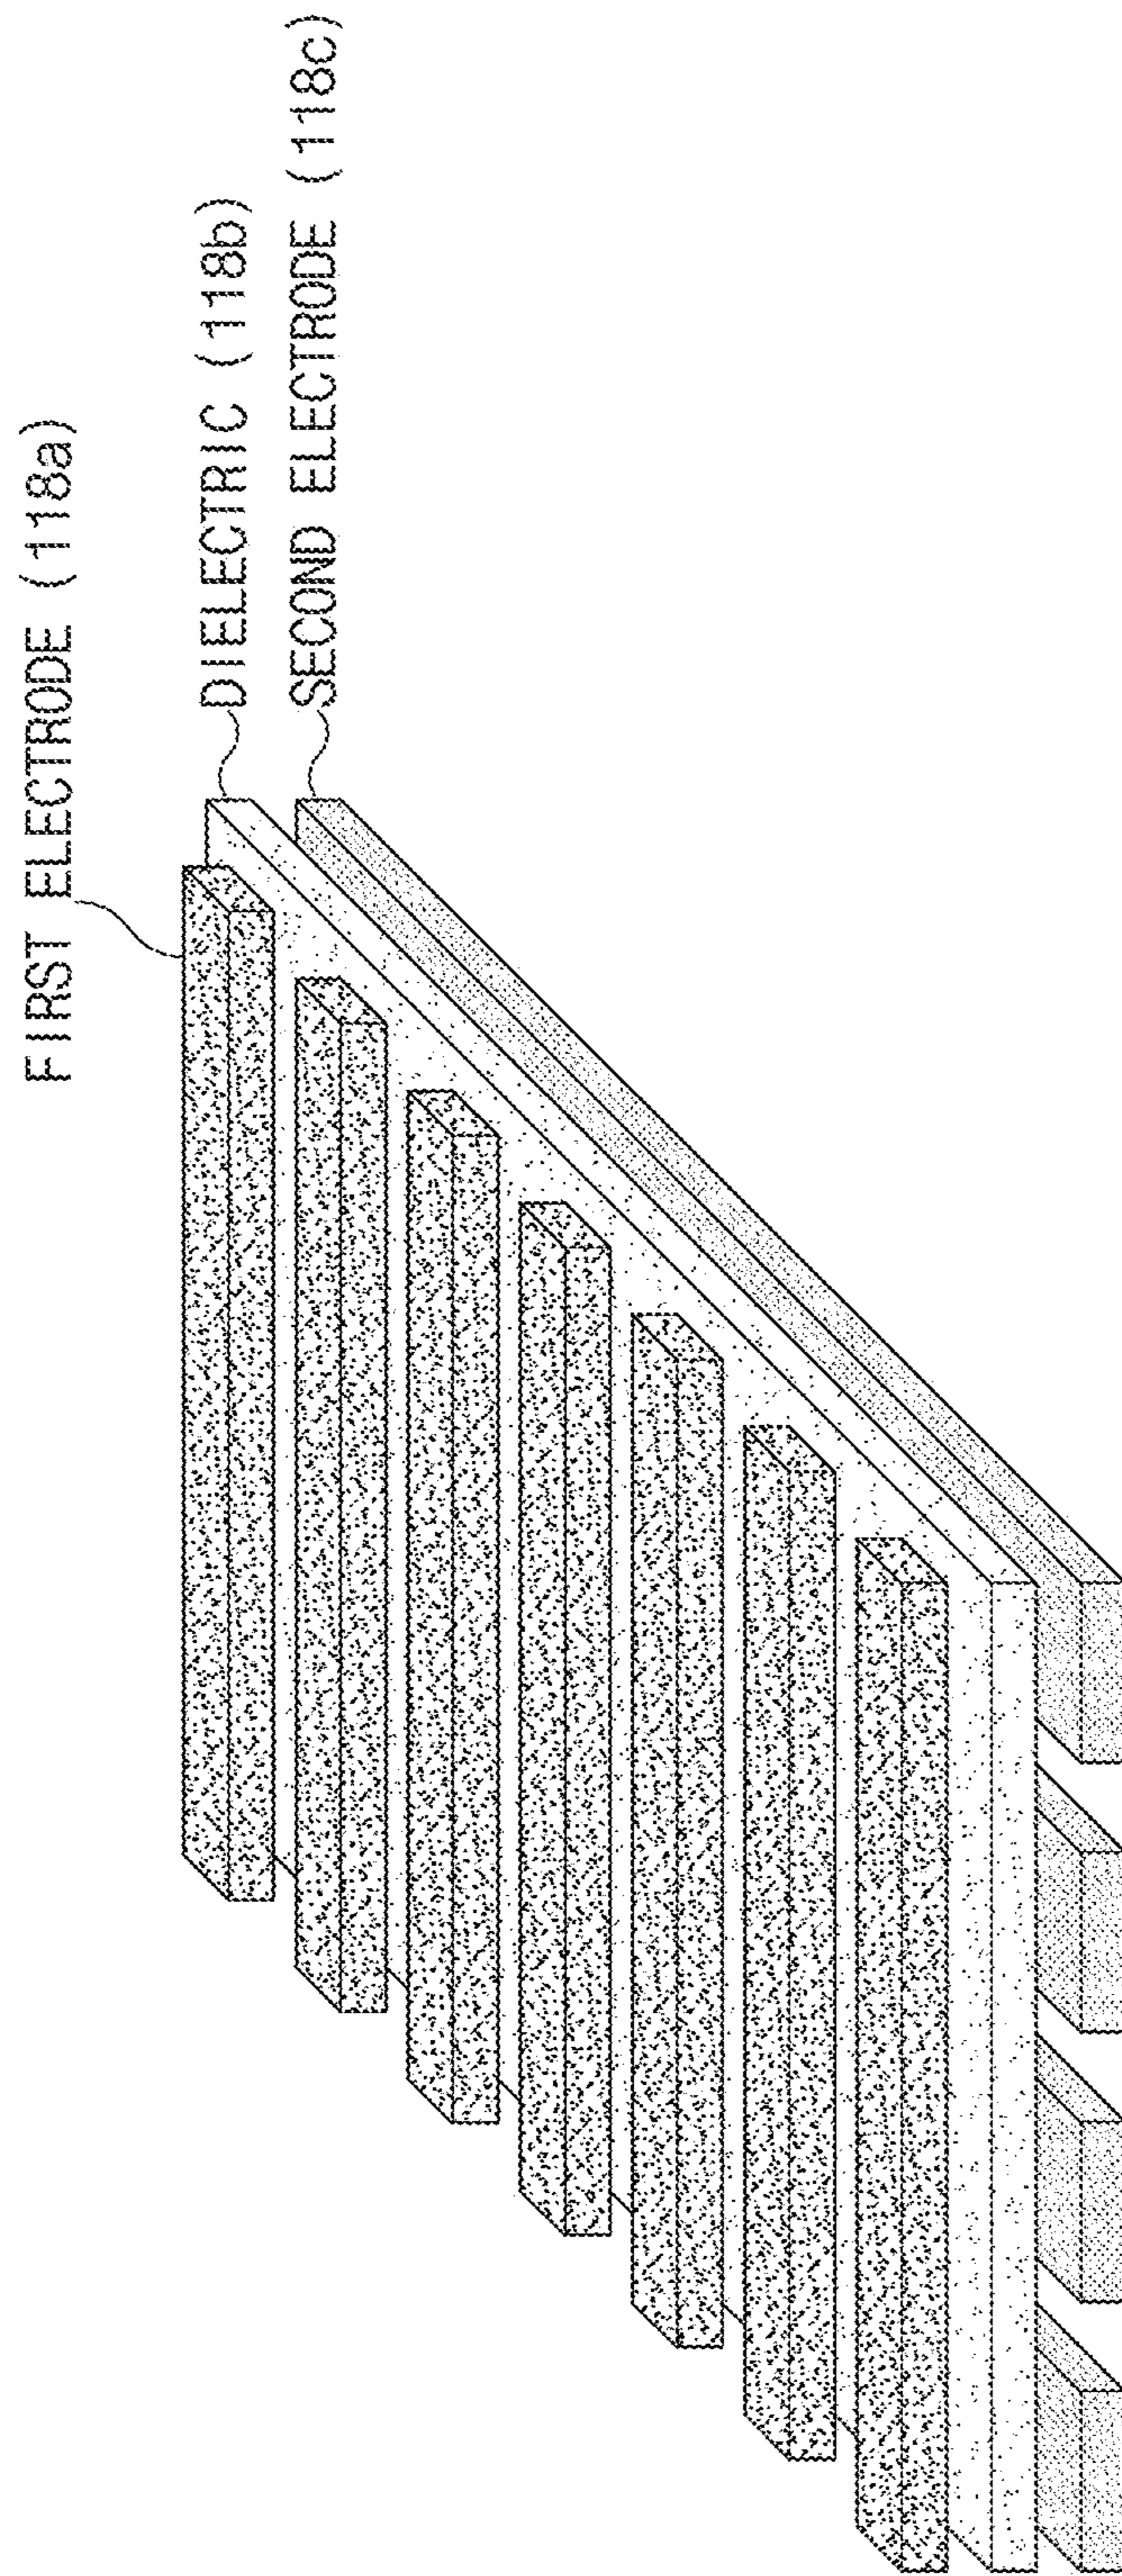 FIRST ELECTRODE (118a)
DIELECTRIC (118b)
SECOND ELECTRODE (118c)